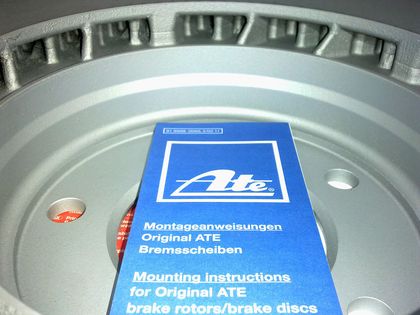 Ate®
Montageanweisungen
Original ATE
Bremsscheiben
Mounting instructions
for Original ATE
brake rotors/brake discs